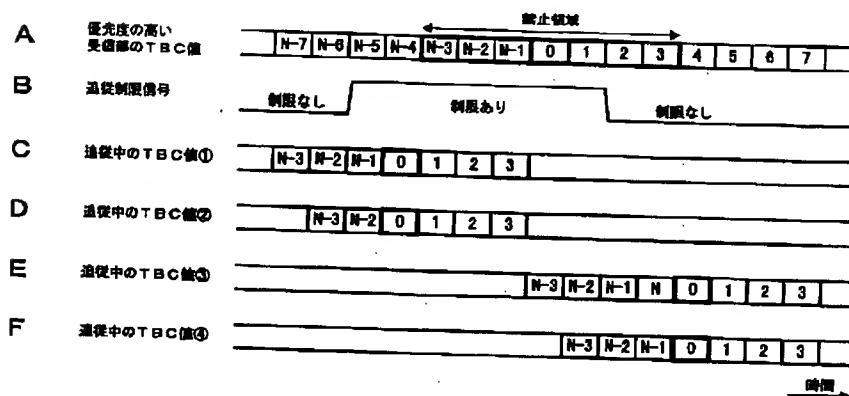 禁止領域
A 優先度の高い
受信部のTBC値 N-7 N-6 N-5 N-4 N-3 N-2 N-1 0 1 2 3 4 5 6 7
B 追従制限信号 制限なし 制限あり 制限なし
C 追従中のTBC値① N-3 N-2 N-1 0 1 2 3
D 追従中のTBC値② N-3 N-2 0 1 2 3
E 追従中のTBC値③ N-3 N-2 N-1 N 0 1 2 3
F 追従中のTBC値④ N-3 N-2 N-1 0 1 2 3
時間